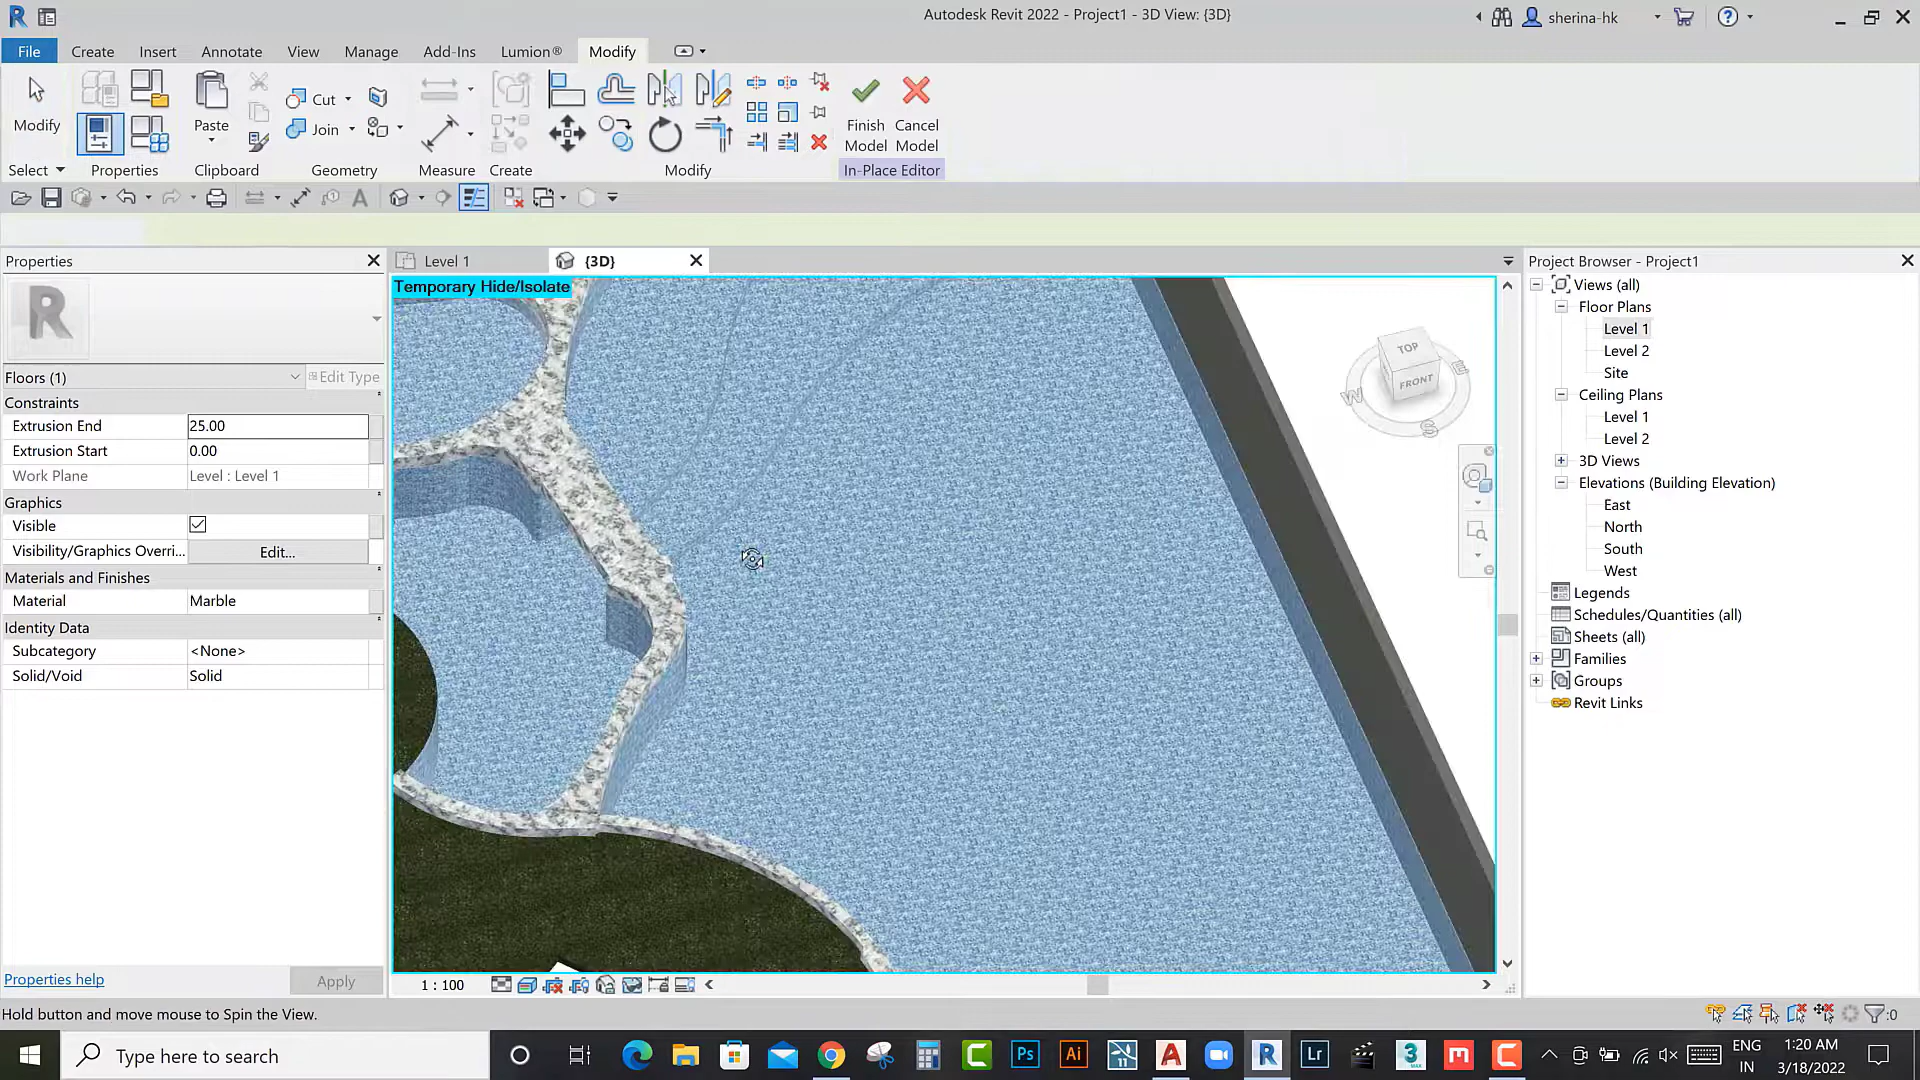 Autodesk Revit 2022 - Project1 - 3D View: {3D}
sherina-hk
File Create Insert Annotate View Manage Add-Ins Lumion® Modify
Modify
Paste
Cut
Join
Finish Model
Cancel Model
Select Properties Clipboard Geometry Measure Create Modify In-Place Editor
Properties
Level 1
{3D}
Project Browser - Project1
R
Floors (1)
Edit Type
Constraints
Extrusion End 25.00
Extrusion Start 0.00
Work Plane Level : Level 1
Graphics
Visible
Visibility/Graphics Overri... Edit...
Materials and Finishes
Material Marble
Identity Data
Subcategory <None>
Solid/Void Solid
Properties help
Apply
Temporary Hide/Isolate
TOP
FRONT
W
S
E
Views (all)
Floor Plans
Level 1
Level 2
Site
Ceiling Plans
Level 1
Level 2
3D Views
Elevations (Building Elevation)
East
North
South
West
Legends
Schedules/Quantities (all)
Sheets (all)
Families
Groups
Revit Links
1 : 100
Hold button and move mouse to Spin the View.
:0
Type here to search
Ps
Ai
11
A
R
Lr
3
MAX
m
C
ENG
IN
1:20 AM
3/18/2022